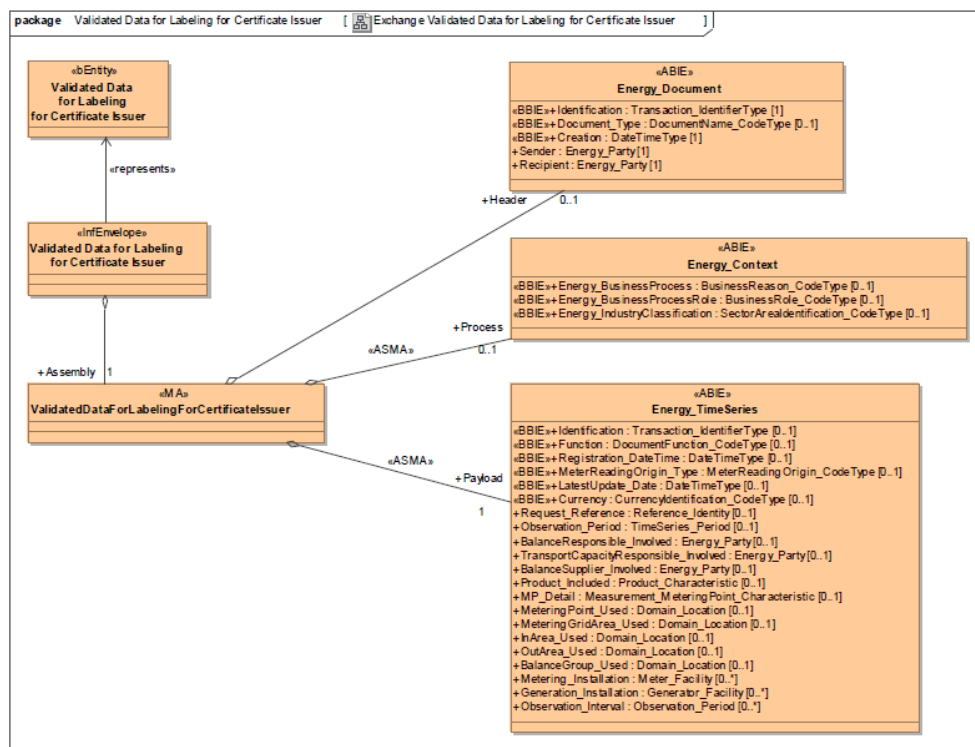 package Validated Data for Labeling for Certificate Issuer [ Exchange Validated Data for Labeling for Certificate Issuer ]
«bEntity»
Validated Data
for Labeling
for Certificate Issuer
«represents»
«InfEnvelope»
Validated Data for Labeling
for Certificate Issuer
+Assembly 1
«MA»
ValidatedDataForLabelingForCertificateIssuer
«ABIE»
Energy_Document
«BBIE»+Identification : Transaction_IdentifierType [1]
«BBIE»+Document_Type : DocumentName_CodeType [0..1]
«BBIE»+Creation : DateTimeType [1]
+Sender : Energy_Party [1]
+Recipient : Energy_Party [1]
+Header 0..1
«ABIE»
Energy_Context
«BBIE»+Energy_BusinessProcess : BusinessReason_CodeType [0..1]
«BBIE»+Energy_BusinessProcessRole : BusinessRole_CodeType [0..1]
«BBIE»+Energy_IndustryClassification : SectorAreaIdentification_CodeType [0..1]
+Process
«ASMA» 0..1
«ABIE»
Energy_TimeSeries
«BBIE»+Identification : Transaction_IdentifierType [0..1]
«BBIE»+Function : DocumentFunction_CodeType [0..1]
«BBIE»+Registration_DateTime : DateTimeType [0..1]
«BBIE»+MeterReadingOrigin_Type : MeterReadingOrigin_CodeType [0..1]
«BBIE»+LatestUpdate_Date : DateTimeType [0..1]
«BBIE»+Currency : CurrencyIdentification_CodeType [0..1]
+Request_Reference : Reference_Identity [0..1]
+Observation_Period : TimeSeries_Period [0..1]
+BalanceResponsible_Involved : Energy_Party [0..1]
+TransportCapacityResponsible_Involved : Energy_Party [0..1]
+BalanceSupplier_Involved : Energy_Party [0..1]
+Product_Included : Product_Characteristic [0..1]
+MP_Detail : Measurement_MeteringPoint_Characteristic [0..1]
+MeteringPoint_Used : Domain_Location [0..1]
+MeteringGridArea_Used : Domain_Location [0..1]
+InArea_Used : Domain_Location [0..1]
+OutArea_Used : Domain_Location [0..1]
+BalanceGroup_Used : Domain_Location [0..1]
+Metering_Installation : Meter_Facility [0..*]
+Generation_Installation : Generator_Facility [0..*]
+Observation_Interval : Observation_Period [0..*]
«ASMA»
+Payload
1